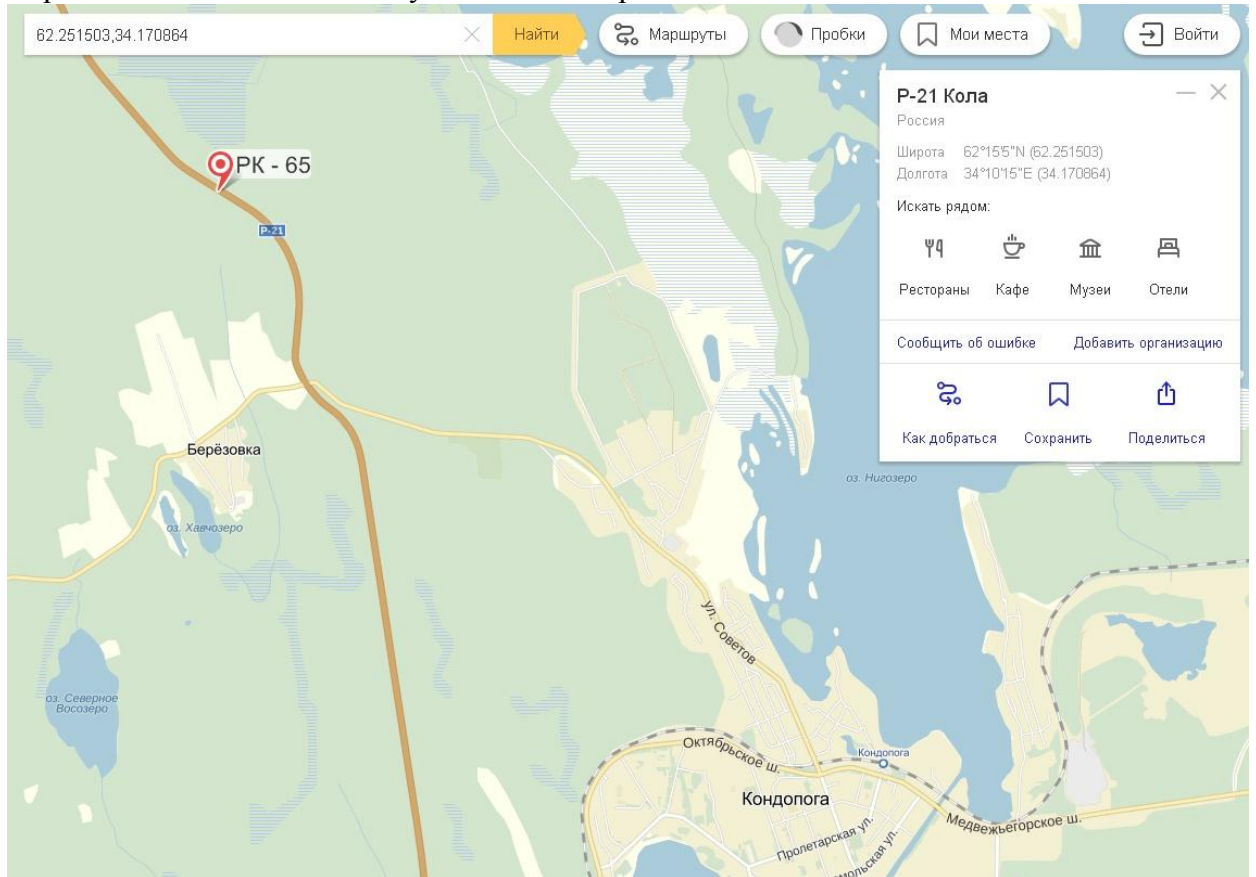 62.251503,34.170864
Найти
Маршруты
Пробки
Мои места
Войти
Р-21 Кола
Россия
Широта 62°15'5"N (62.251503)
Долгота 34°10'15"E (34.170864)
Искать рядом:
Рестораны
Кафе
Музеи
Отели
Сообщить об ошибке
Добавить организацию
Как добраться
Сохранить
Поделиться
РК - 65
Р-21
Берёзовка
оз. Хавчозеро
оз. Нигозеро
ул. Советов
оз. Северное
Восозеро
Октябрьское ш.
Кондопога
Кондопога
Медвежьегорское ш.
Пролетарская ул.